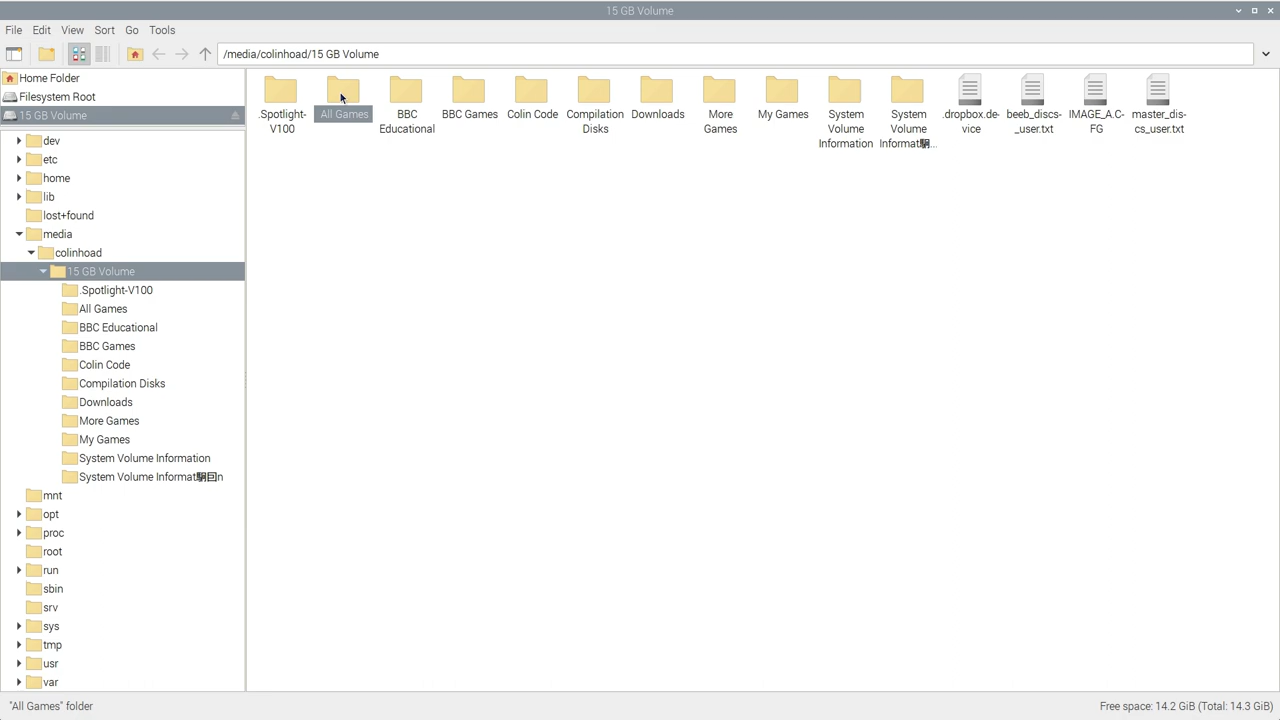 15 GB Volume
File Edit View Sort Go Tools
/media/colinhoad/15 GB Volume
Home Folder
Filesystem Root
15 GB Volume
dev
etc
home
lib
lost+found
media
colinhoad
15 GB Volume
.Spotlight-V100
All Games
BBC Educational
BBC Games
Colin Code
Compilation Disks
Downloads
More Games
My Games
System Volume Information
System Volume Informat
mnt
opt
proc
root
run
sbin
srv
sys
tmp
usr
var
.Spotlight-
V100
All Games
BBC
Educational
BBC Games
Colin Code
Compilation
Disks
Downloads
More
Games
My Games
System
Volume
Information
System
Volume
Informat
.dropbox.de-
vice
beeb_discs-
_user.txt
IMAGE_A.C-
FG
master_dis-
cs_user.txt
"All Games" folder
Free space: 14.2 GiB (Total: 14.3 GiB)